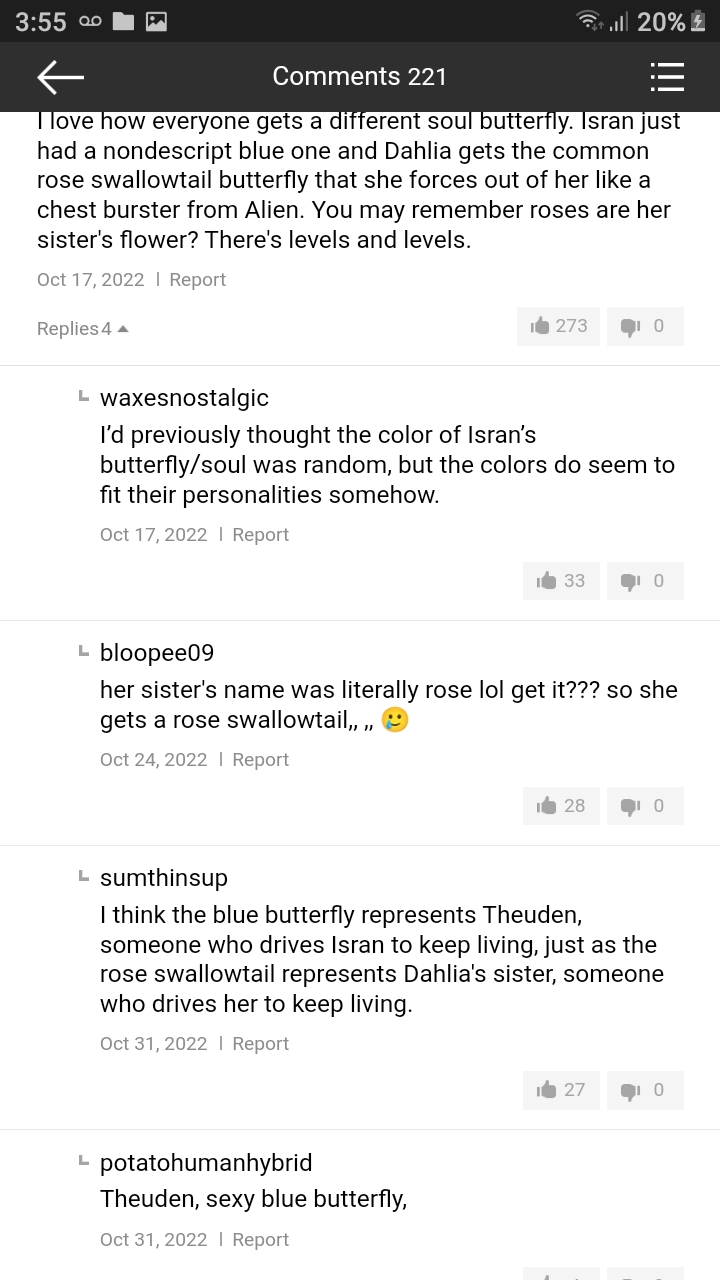 3:55 20%
Comments 221
I love how everyone gets a different soul butterfly. Isran just
had a nondescript blue one and Dahlia gets the common
rose swallowtail butterfly that she forces out of her like a
chest burster from Alien. You may remember roses are her
sister's flower? There's levels and levels.
Oct 17, 2022 | Report
Replies 4 273 0
waxesnostalgic
I’d previously thought the color of Isran’s
butterfly/soul was random, but the colors do seem to
fit their personalities somehow.
Oct 17, 2022 | Report
33 0
bloopee09
her sister's name was literally rose lol get it??? so she
gets a rose swallowtail,, ,, 🥲
Oct 24, 2022 | Report
28 0
sumthinsup
I think the blue butterfly represents Theuden,
someone who drives Isran to keep living, just as the
rose swallowtail represents Dahlia's sister, someone
who drives her to keep living.
Oct 31, 2022 | Report
27 0
potatohumanhybrid
Theuden, sexy blue butterfly,
Oct 31, 2022 | Report